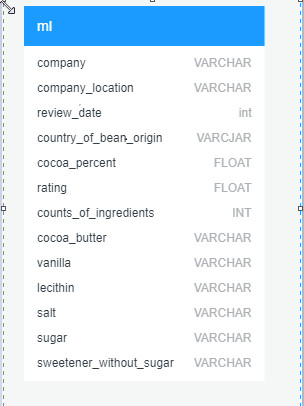 ml
company VARCHAR
company_location VARCHAR
review_date int
country_of_bean_origin VARCJAR
cocoa_percent FLOAT
rating FLOAT
counts_of_ingredients INT
cocoa_butter VARCHAR
vanilla VARCHAR
lecithin VARCHAR
salt VARCHAR
sugar VARCHAR
sweetener_without_sugar VARCHAR